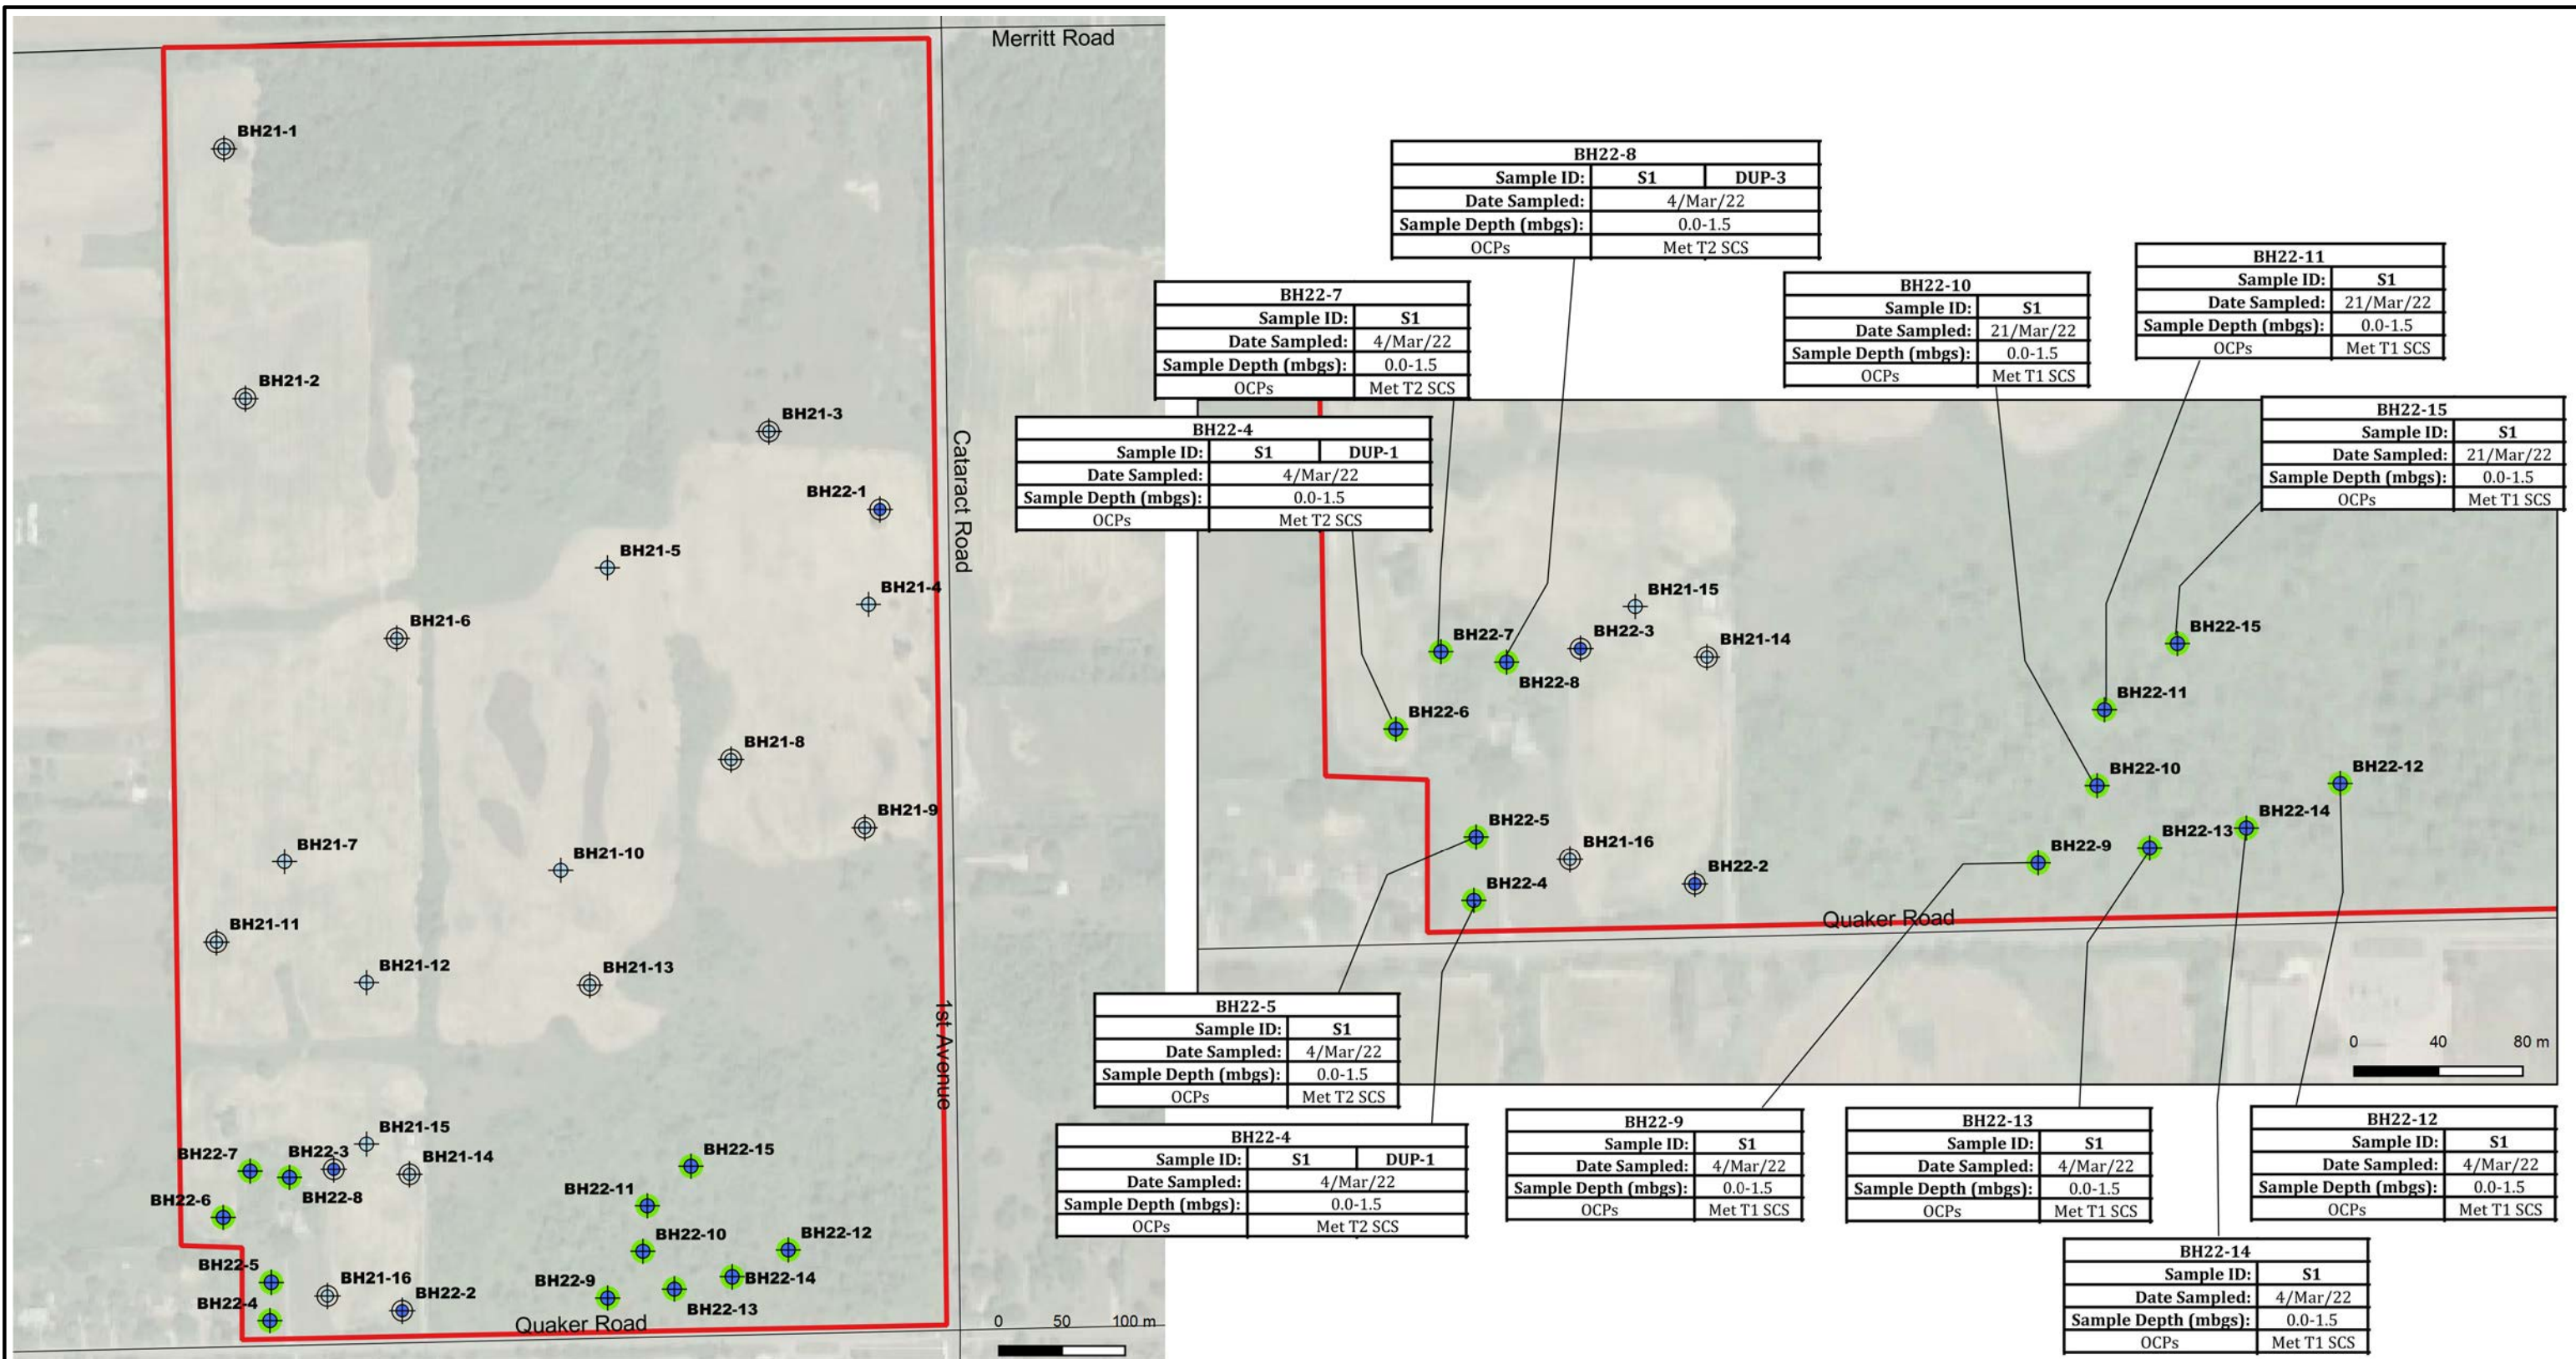 Merritt Road
BH21-1
BH21-2
BH21-3
BH22-1
Cataract Road
BH21-5
BH21-4
BH21-6
BH21-8
BH21-9
BH21-7
BH21-10
BH21-11
BH21-12
BH21-13
1st Avenue
BH21-15
BH22-7
BH22-3
BH21-14
BH22-15
BH22-8
BH22-6
BH22-11
BH22-10
BH22-12
BH22-5
BH21-16
BH22-2
BH22-9
BH22-14
BH22-4
BH22-13
Quaker Road
0 50 100 m
BH22-8
Sample ID: S1 DUP-3
Date Sampled: 4/Mar/22
Sample Depth (mbgs): 0.0-1.5
OCPs Met T2 SCS
BH22-7
Sample ID: S1
Date Sampled: 4/Mar/22
Sample Depth (mbgs): 0.0-1.5
OCPs Met T2 SCS
BH22-4
Sample ID: S1 DUP-1
Date Sampled: 4/Mar/22
Sample Depth (mbgs): 0.0-1.5
OCPs Met T2 SCS
BH22-10
Sample ID: S1
Date Sampled: 21/Mar/22
Sample Depth (mbgs): 0.0-1.5
OCPs Met T1 SCS
BH22-11
Sample ID: S1
Date Sampled: 21/Mar/22
Sample Depth (mbgs): 0.0-1.5
OCPs Met T1 SCS
BH22-15
Sample ID: S1
Date Sampled: 21/Mar/22
Sample Depth (mbgs): 0.0-1.5
OCPs Met T1 SCS
BH21-15
BH22-7
BH22-3
BH21-14
BH22-15
BH22-8
BH22-6
BH22-11
BH22-10
BH22-12
BH22-5
BH22-14
BH22-13
BH21-16
BH22-9
BH22-2
BH22-4
Quaker Road
0 40 80 m
BH22-5
Sample ID: S1
Date Sampled: 4/Mar/22
Sample Depth (mbgs): 0.0-1.5
OCPs Met T2 SCS
BH22-4
Sample ID: S1 DUP-1
Date Sampled: 4/Mar/22
Sample Depth (mbgs): 0.0-1.5
OCPs Met T2 SCS
BH22-9
Sample ID: S1
Date Sampled: 4/Mar/22
Sample Depth (mbgs): 0.0-1.5
OCPs Met T1 SCS
BH22-13
Sample ID: S1
Date Sampled: 4/Mar/22
Sample Depth (mbgs): 0.0-1.5
OCPs Met T1 SCS
BH22-12
Sample ID: S1
Date Sampled: 4/Mar/22
Sample Depth (mbgs): 0.0-1.5
OCPs Met T1 SCS
BH22-14
Sample ID: S1
Date Sampled: 4/Mar/22
Sample Depth (mbgs): 0.0-1.5
OCPs Met T1 SCS